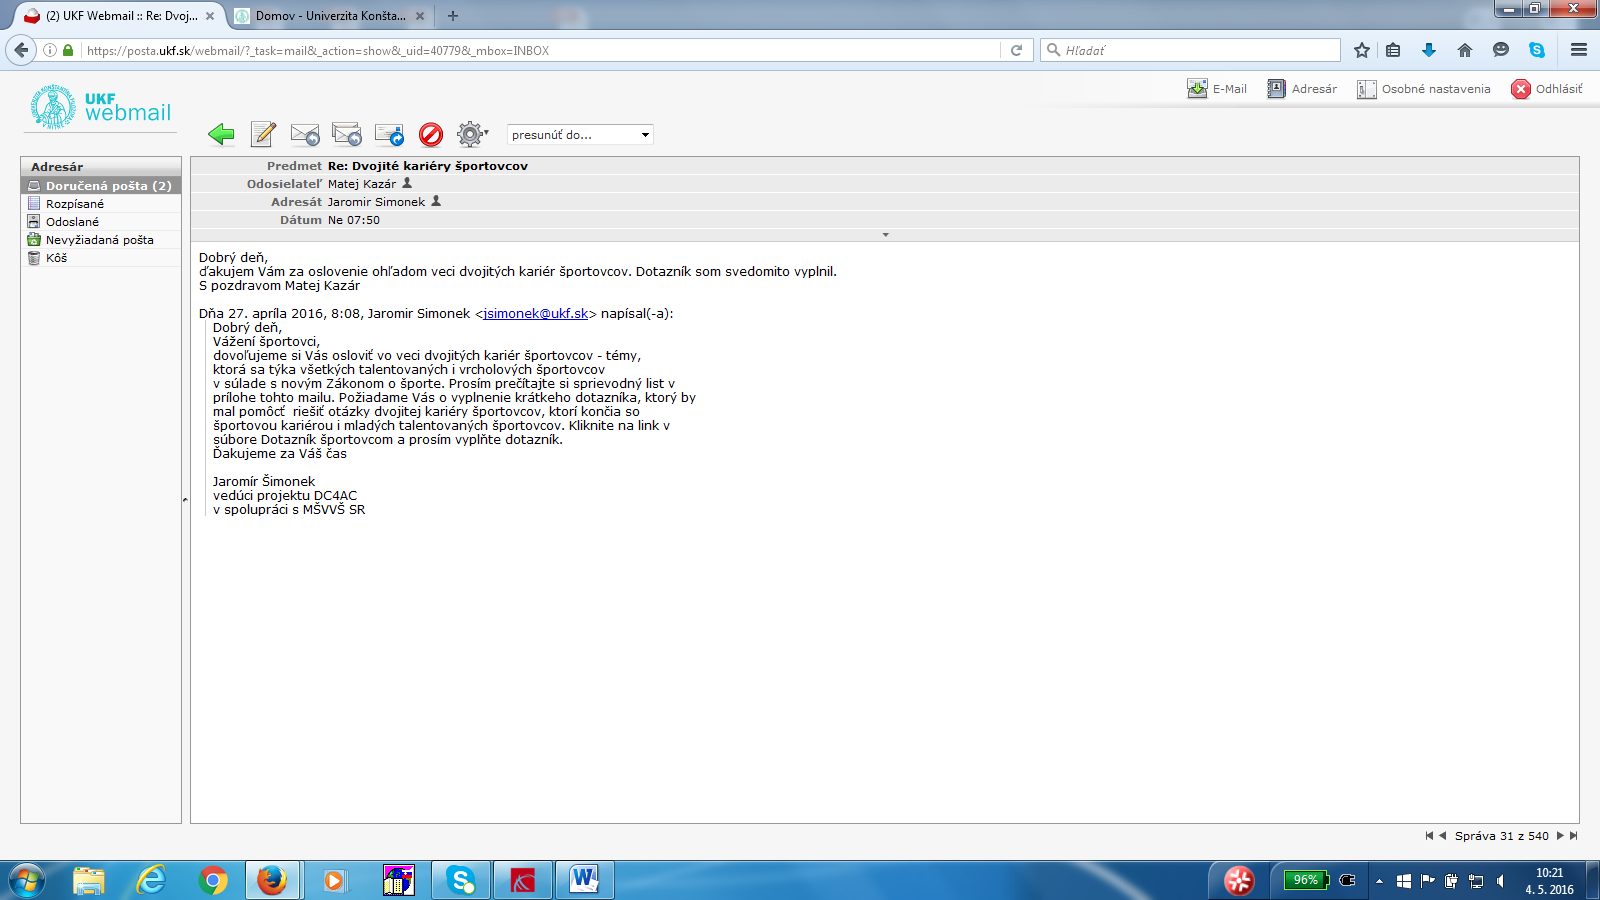 (2) UKF Webmail :: Re: Dvoj...
Domov - Univerzita Konšta...
https://posta.ukf.sk/webmail/?_task=mail&_action=show&_uid=40779&_mbox=INBOX
Hľadať
UKF
webmail
E-Mail
Adresár
Osobné nastavenia
Odhlásiť
presunúť do...
Adresár
Doručená pošta (2)
Rozpísané
Odoslané
Nevyžiadaná pošta
Kôš
Predmet Re: Dvojité kariéry športovcov
Odosielateľ Matej Kazár
Adresát Jaromir Simonek
Dátum Ne 07:50
Dobrý deň,
ďakujem Vám za oslovenie ohľadom veci dvojitých kariér športovcov. Dotazník som svedomito vyplnil.
S pozdravom Matej Kazár
Dňa 27. apríla 2016, 8:08, Jaromir Simonek <jsimonek@ukf.sk> napísal(-a):
Dobrý deň,
Vážení športovci,
dovoľujeme si Vás osloviť vo veci dvojitých kariér športovcov - témy,
ktorá sa týka všetkých talentovaných i vrcholových športovcov
v súlade s novým Zákonom o športe. Prosím prečítajte si sprievodný list v
prílohe tohto mailu. Požiadame Vás o vyplnenie krátkeho dotazníka, ktorý by
mal pomôcť  riešiť otázky dvojitej kariéry športovcov, ktorí končia so
športovou kariérou i mladých talentovaných športovcov. Kliknite na link v
súbore Dotazník športovcom a prosím vyplňte dotazník.
Ďakujeme za Váš čas
Jaromír Šimonek
vedúci projektu DC4AC
v spolupráci s MŠVVŠ SR
Správa 31 z 540
96%
10:21
4. 5. 2016